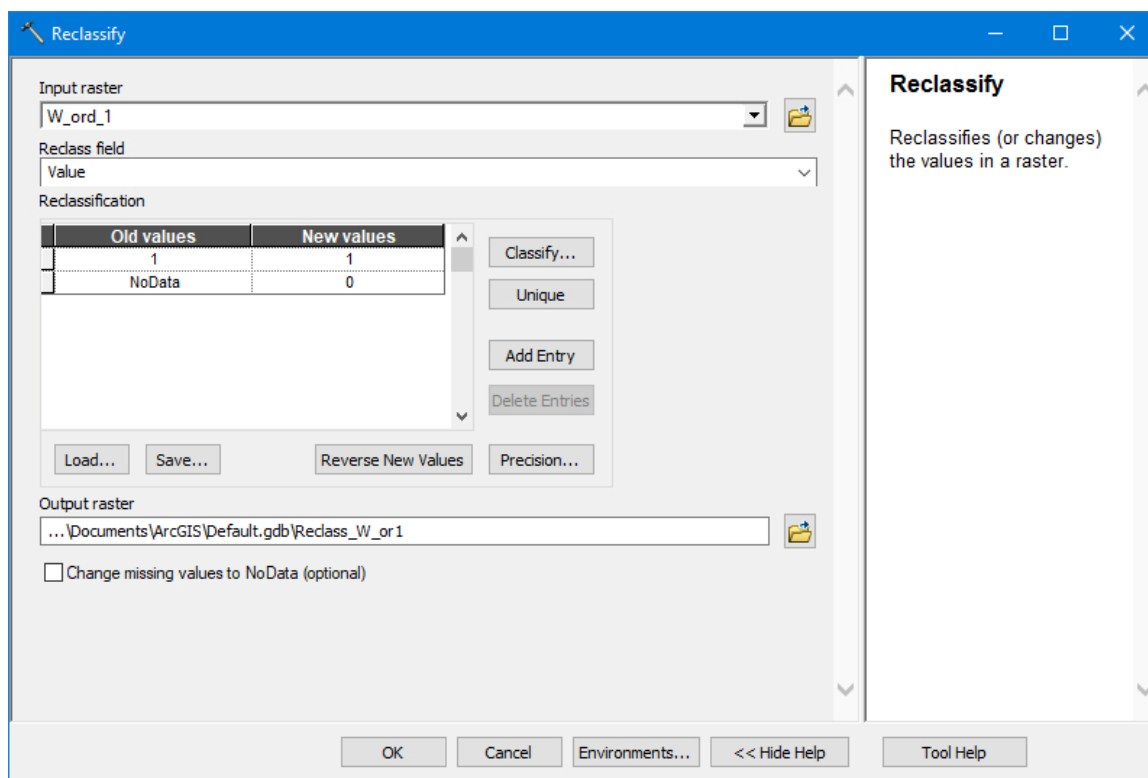 Reclassify
Input raster
W_ord_1
Reclass field
Value
Reclassification
Old values New values
1 1
NoData 0
Classify...
Unique
Add Entry
Delete Entries
Load... Save... Reverse New Values Precision...
Output raster
...\Documents\ArcGIS\Default.gdb\Reclass_W_or1
Change missing values to NoData (optional)
Reclassify
Reclassifies (or changes)
the values in a raster.
OK Cancel Environments... << Hide Help Tool Help